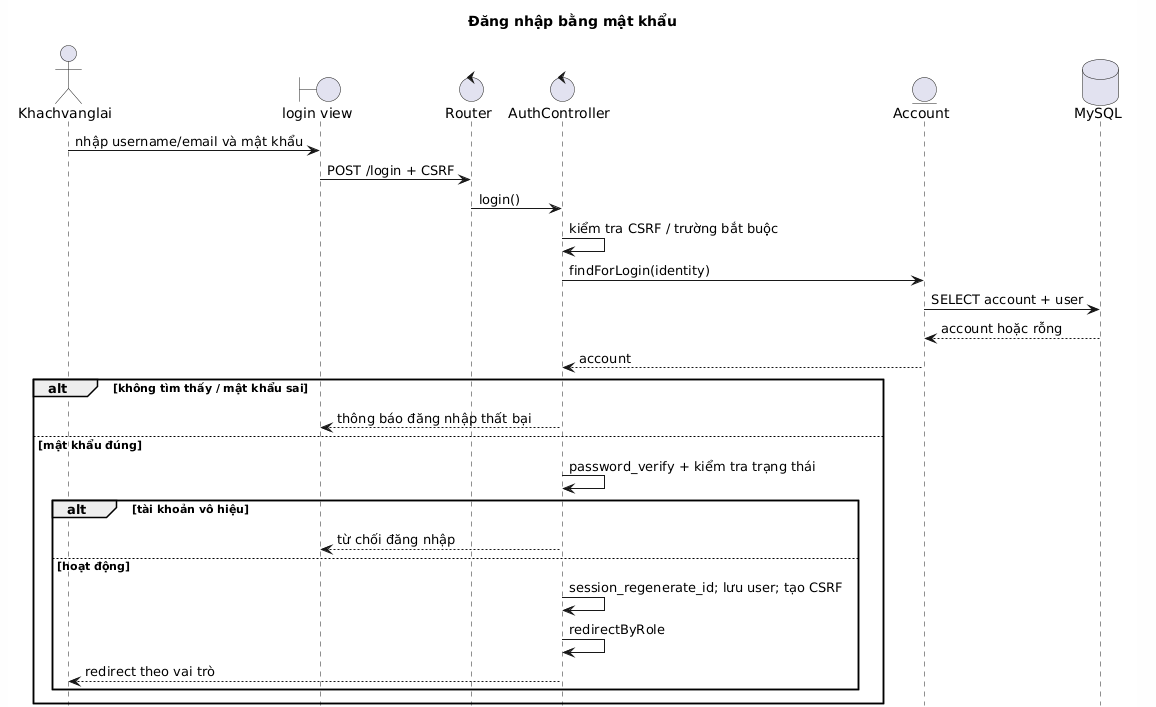 Đăng nhập bằng mật khẩu
Khachvanglai
login view
Router
AuthController
Account
MySQL
nhập username/email và mật khẩu
POST /login + CSRF
login()
kiểm tra CSRF / trường bắt buộc
findForLogin(identity)
SELECT account + user
account hoặc rỗng
account
alt [không tìm thấy / mật khẩu sai]
thông báo đăng nhập thất bại
[mật khẩu đúng]
password_verify + kiểm tra trạng thái
alt [tài khoản vô hiệu]
từ chối đăng nhập
[hoạt động]
session_regenerate_id; lưu user; tạo CSRF
redirectByRole
redirect theo vai trò